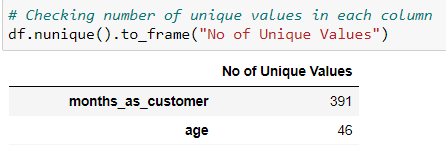 # Checking number of unique values in each column
df.nunique().to_frame("No of Unique Values")
No of Unique Values
months_as_customer 391
age 46